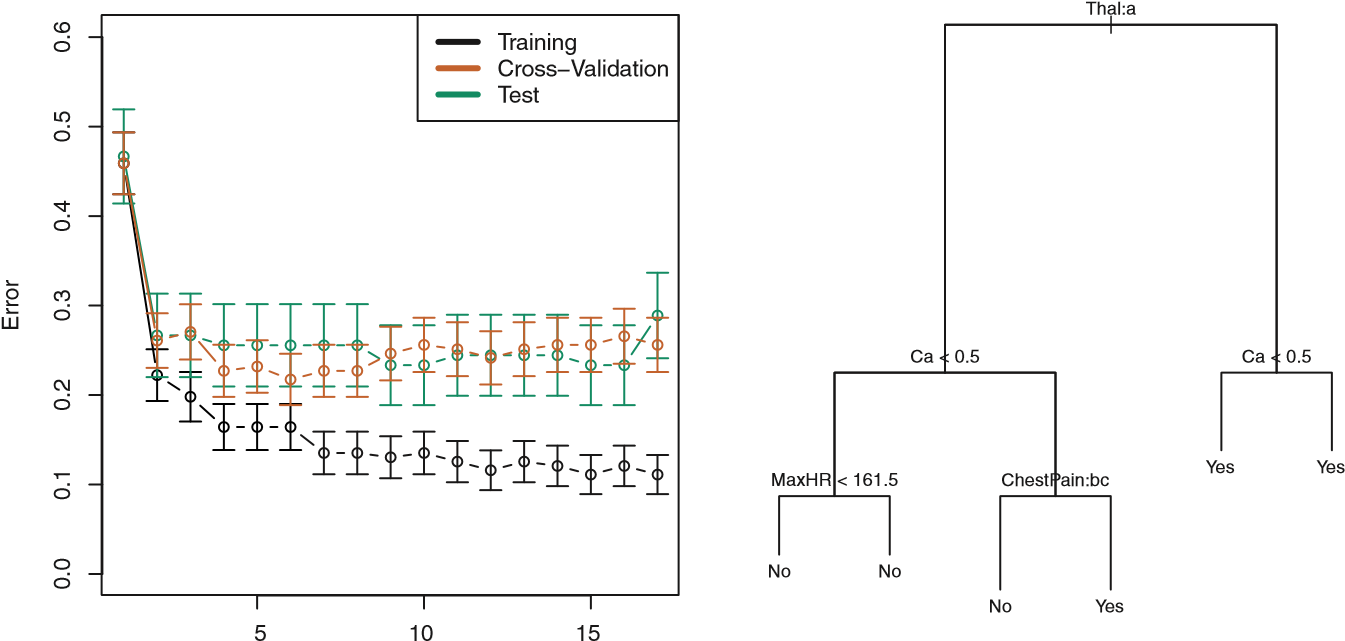 Training
Cross–Validation
Test
Error
0.6
0.5
0.4
0.3
0.2
0.1
0.0
5
10
15
Thal:a
Ca < 0.5
Ca < 0.5
MaxHR < 161.5
ChestPain:bc
Yes
Yes
No
No
No
Yes